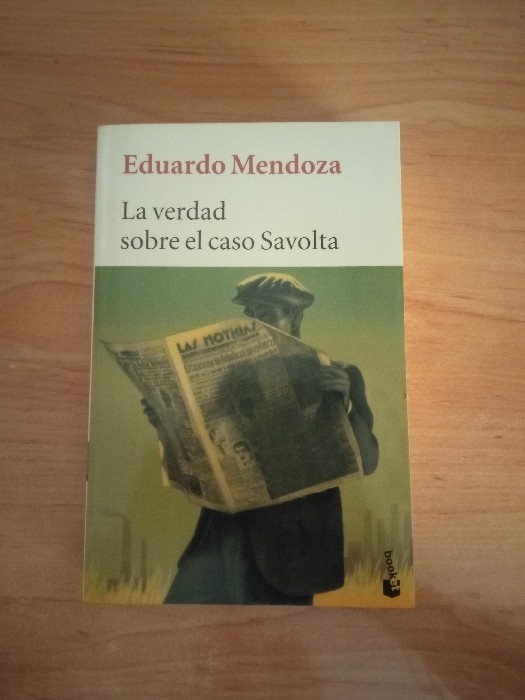 Eduardo Mendoza
La verdad
sobre el caso Savolta
LAS NOTICIAS
booket